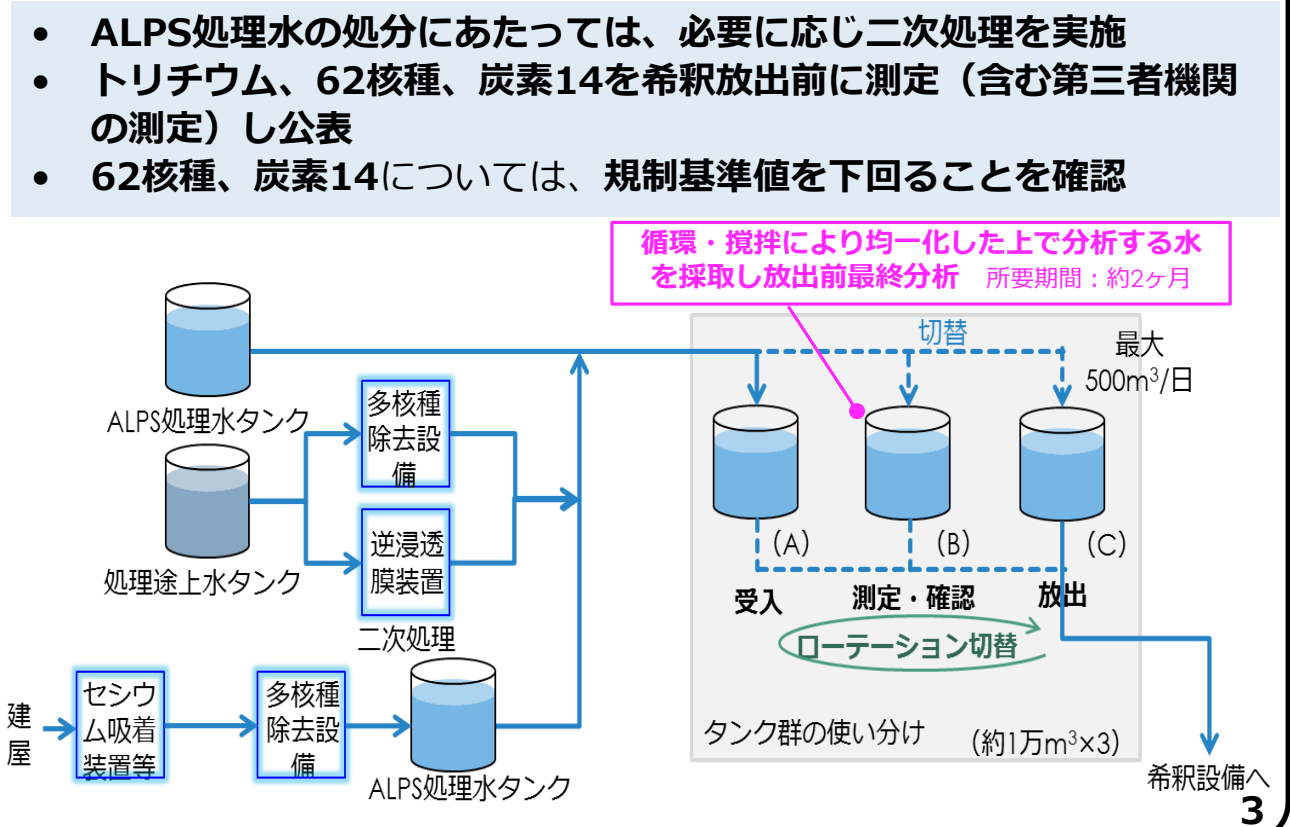 • ALPS処理水の処分にあたっては、必要に応じ二次処理を実施
• トリチウム、62核種、炭素14を希釈放出前に測定（含む第三者機関
の測定）し公表
• 62核種、炭素14については、規制基準値を下回ることを確認
循環・撹拌により均一化した上で分析する水
を採取し放出前最終分析　所要期間：約2ヶ月
切替
最大
500m³/日
ALPS処理水タンク
多核種
除去設
備
処理途上水タンク
逆浸透
膜装置
二次処理
(A)
(B)
(C)
受入
測定・確認
放出
ローテーション切替
建
屋
セシウ
ム吸着
装置等
多核種
除去設
備
ALPS処理水タンク
タンク群の使い分け
（約1万m³×3）
希釈設備へ
3